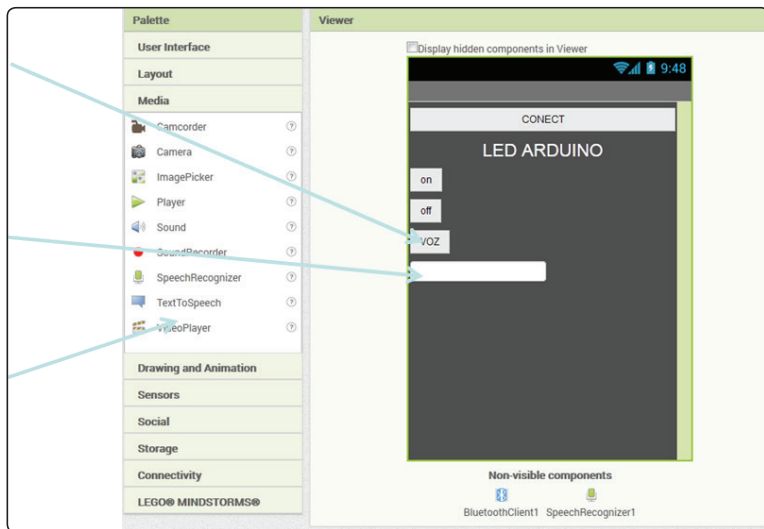 Palette
User Interface
Layout
Media
Camcorder
Camera
ImagePicker
Player
Sound
SoundRecorder
SpeechRecognizer
TextToSpeech
VideoPlayer
Drawing and Animation
Sensors
Social
Storage
Connectivity
LEGO® MINDSTORMS®
Viewer
Display hidden components in Viewer
9:48
CONECT
LED ARDUINO
on
off
VOZ
Non-visible components
BluetoothClient1 SpeechRecognizer1